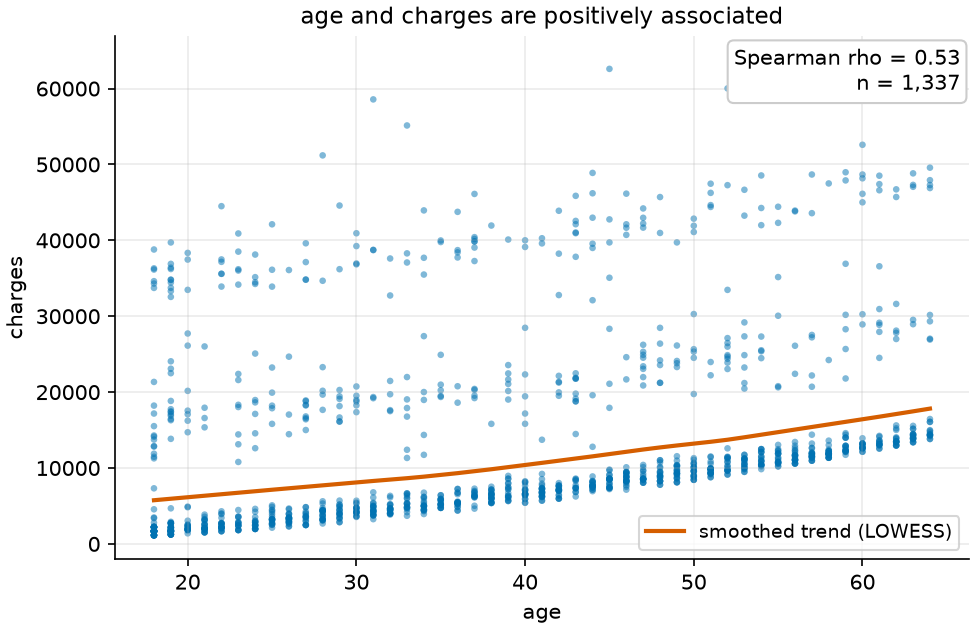 age and charges are positively associated
Spearman rho = 0.53
n = 1,337
charges
60000
50000
40000
30000
20000
10000
0
smoothed trend (LOWESS)
20
30
40
50
60
age